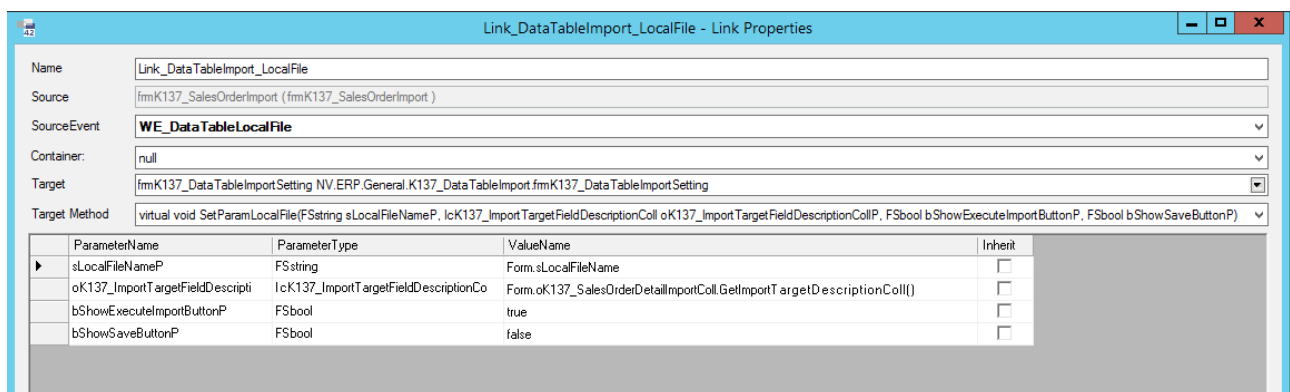 42
Link_DataTableImport_LocalFile - Link Properties
Name Link_DataTableImport_LocalFile
Source frmK137_SalesOrderImport (frmK137_SalesOrderImport )
SourceEvent WE_DataTableLocalFile
Container: null
Target frmK137_DataTableImportSetting NV.ERP.General.K137_DataTableImport.frmK137_DataTableImportSetting
Target Method virtual void SetParamLocalFile(FSstring sLocalFileNameP, IcK137_ImportTargetFieldDescriptionColl oK137_ImportTargetFieldDescriptionCollP, FSbool bShowExecuteImportButtonP, FSbool bShowSaveButtonP)
ParameterName ParameterType ValueName Inherit
sLocalFileNameP FSstring Form.sLocalFileName
oK137_ImportTargetFieldDescripti IcK137_ImportTargetFieldDescriptionCo Form.oK137_SalesOrderDetailImportColl.GetImportTargetDescriptionColl()
bShowExecuteImportButtonP FSbool true
bShowSaveButtonP FSbool false